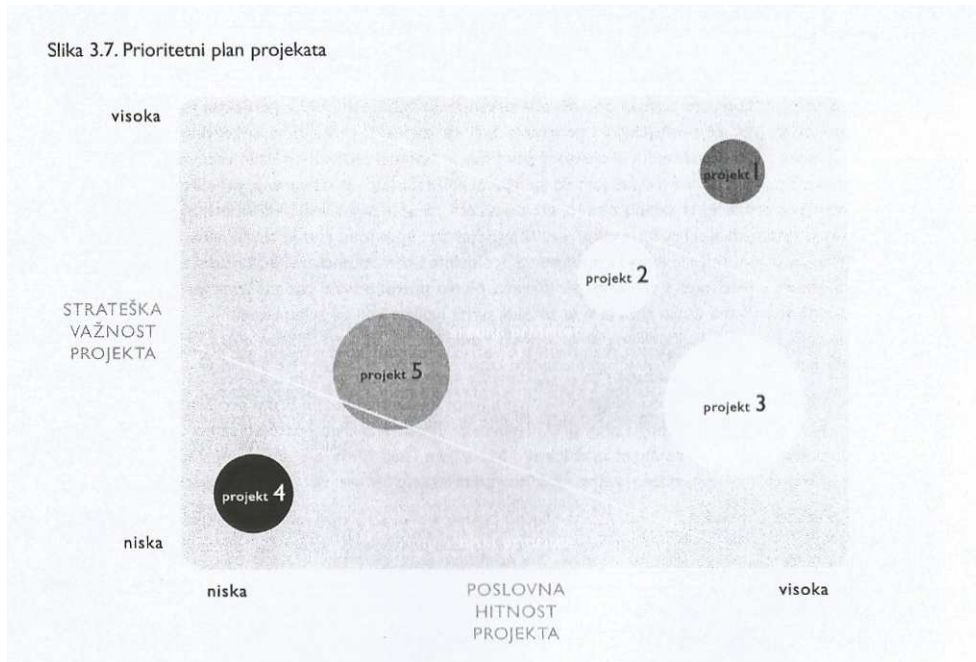 Slika 3.7. Prioritetni plan projekata
visoka
projekt 1
projekt 2
STRATEŠKA
VAŽNOST
PROJEKTA
projekt 5
projekt 3
projekt 4
niska
niska
POSLOVNA
HITNOST
PROJEKTA
visoka